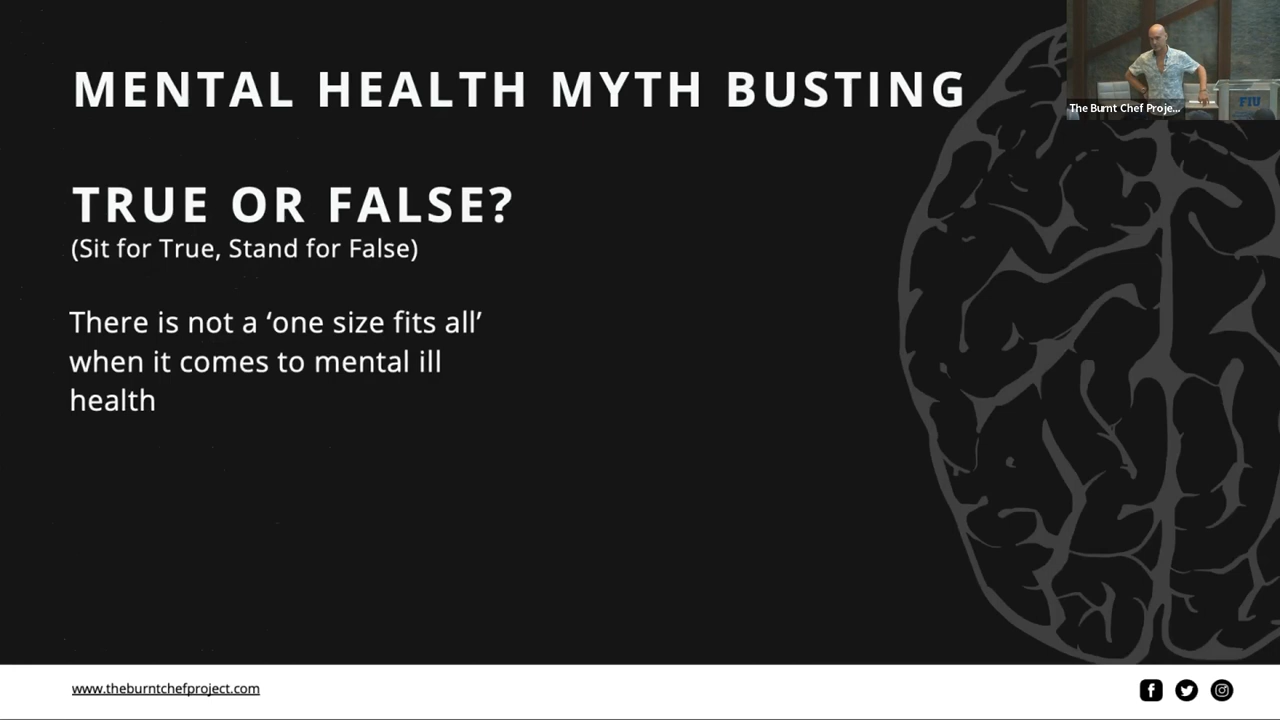 MENTAL HEALTH MYTH BUSTING
The Burnt Chef Proje...
FIU
TRUE OR FALSE?
(Sit for True, Stand for False)
There is not a ‘one size fits all’
when it comes to mental ill
health
www.theburntchefproject.com